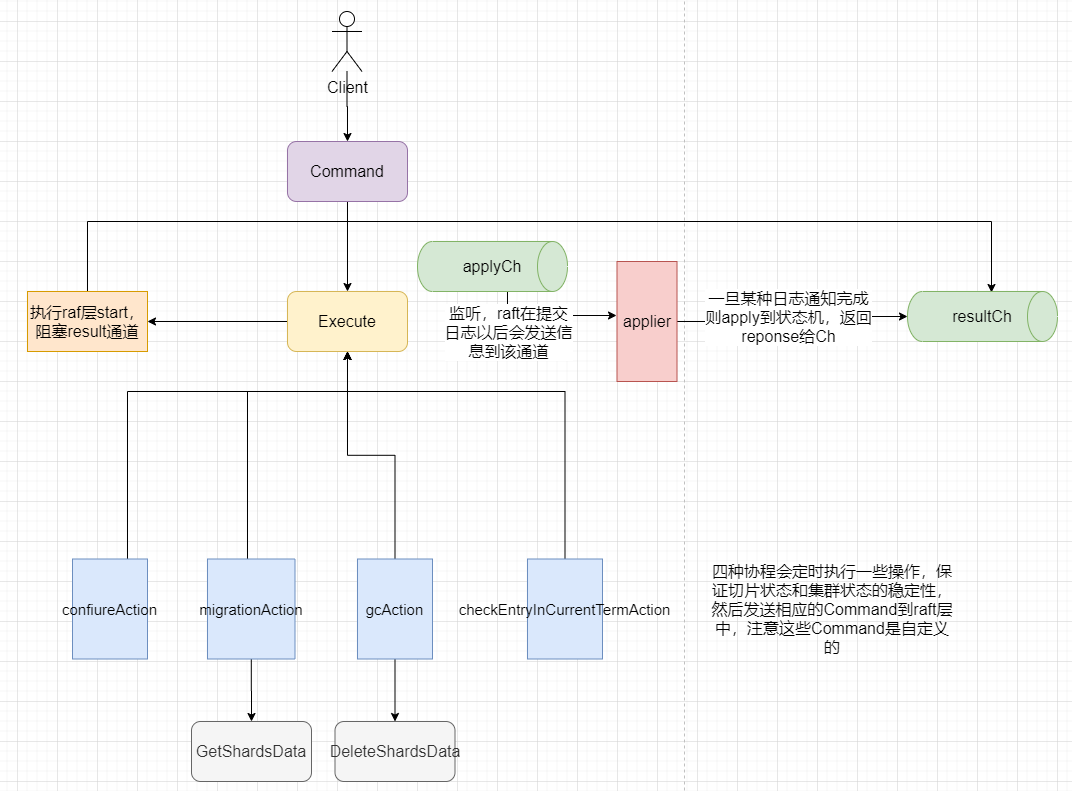 Client
Command
applyCh
执行raf层start，
阻塞result通道
Execute
监听，raft在提交
日志以后会发送信
息到该通道
applier
一旦某种日志通知完成
则apply到状态机，返回
reponse给Ch
resultCh
confiureAction
migrationAction
gcAction
checkEntryInCurrentTermAction
四种协程会定时执行一些操作，保
证切片状态和集群状态的稳定性，
然后发送相应的Command到raft层
中，注意这些Command是自定义
的
GetShardsData
DeleteShardsData